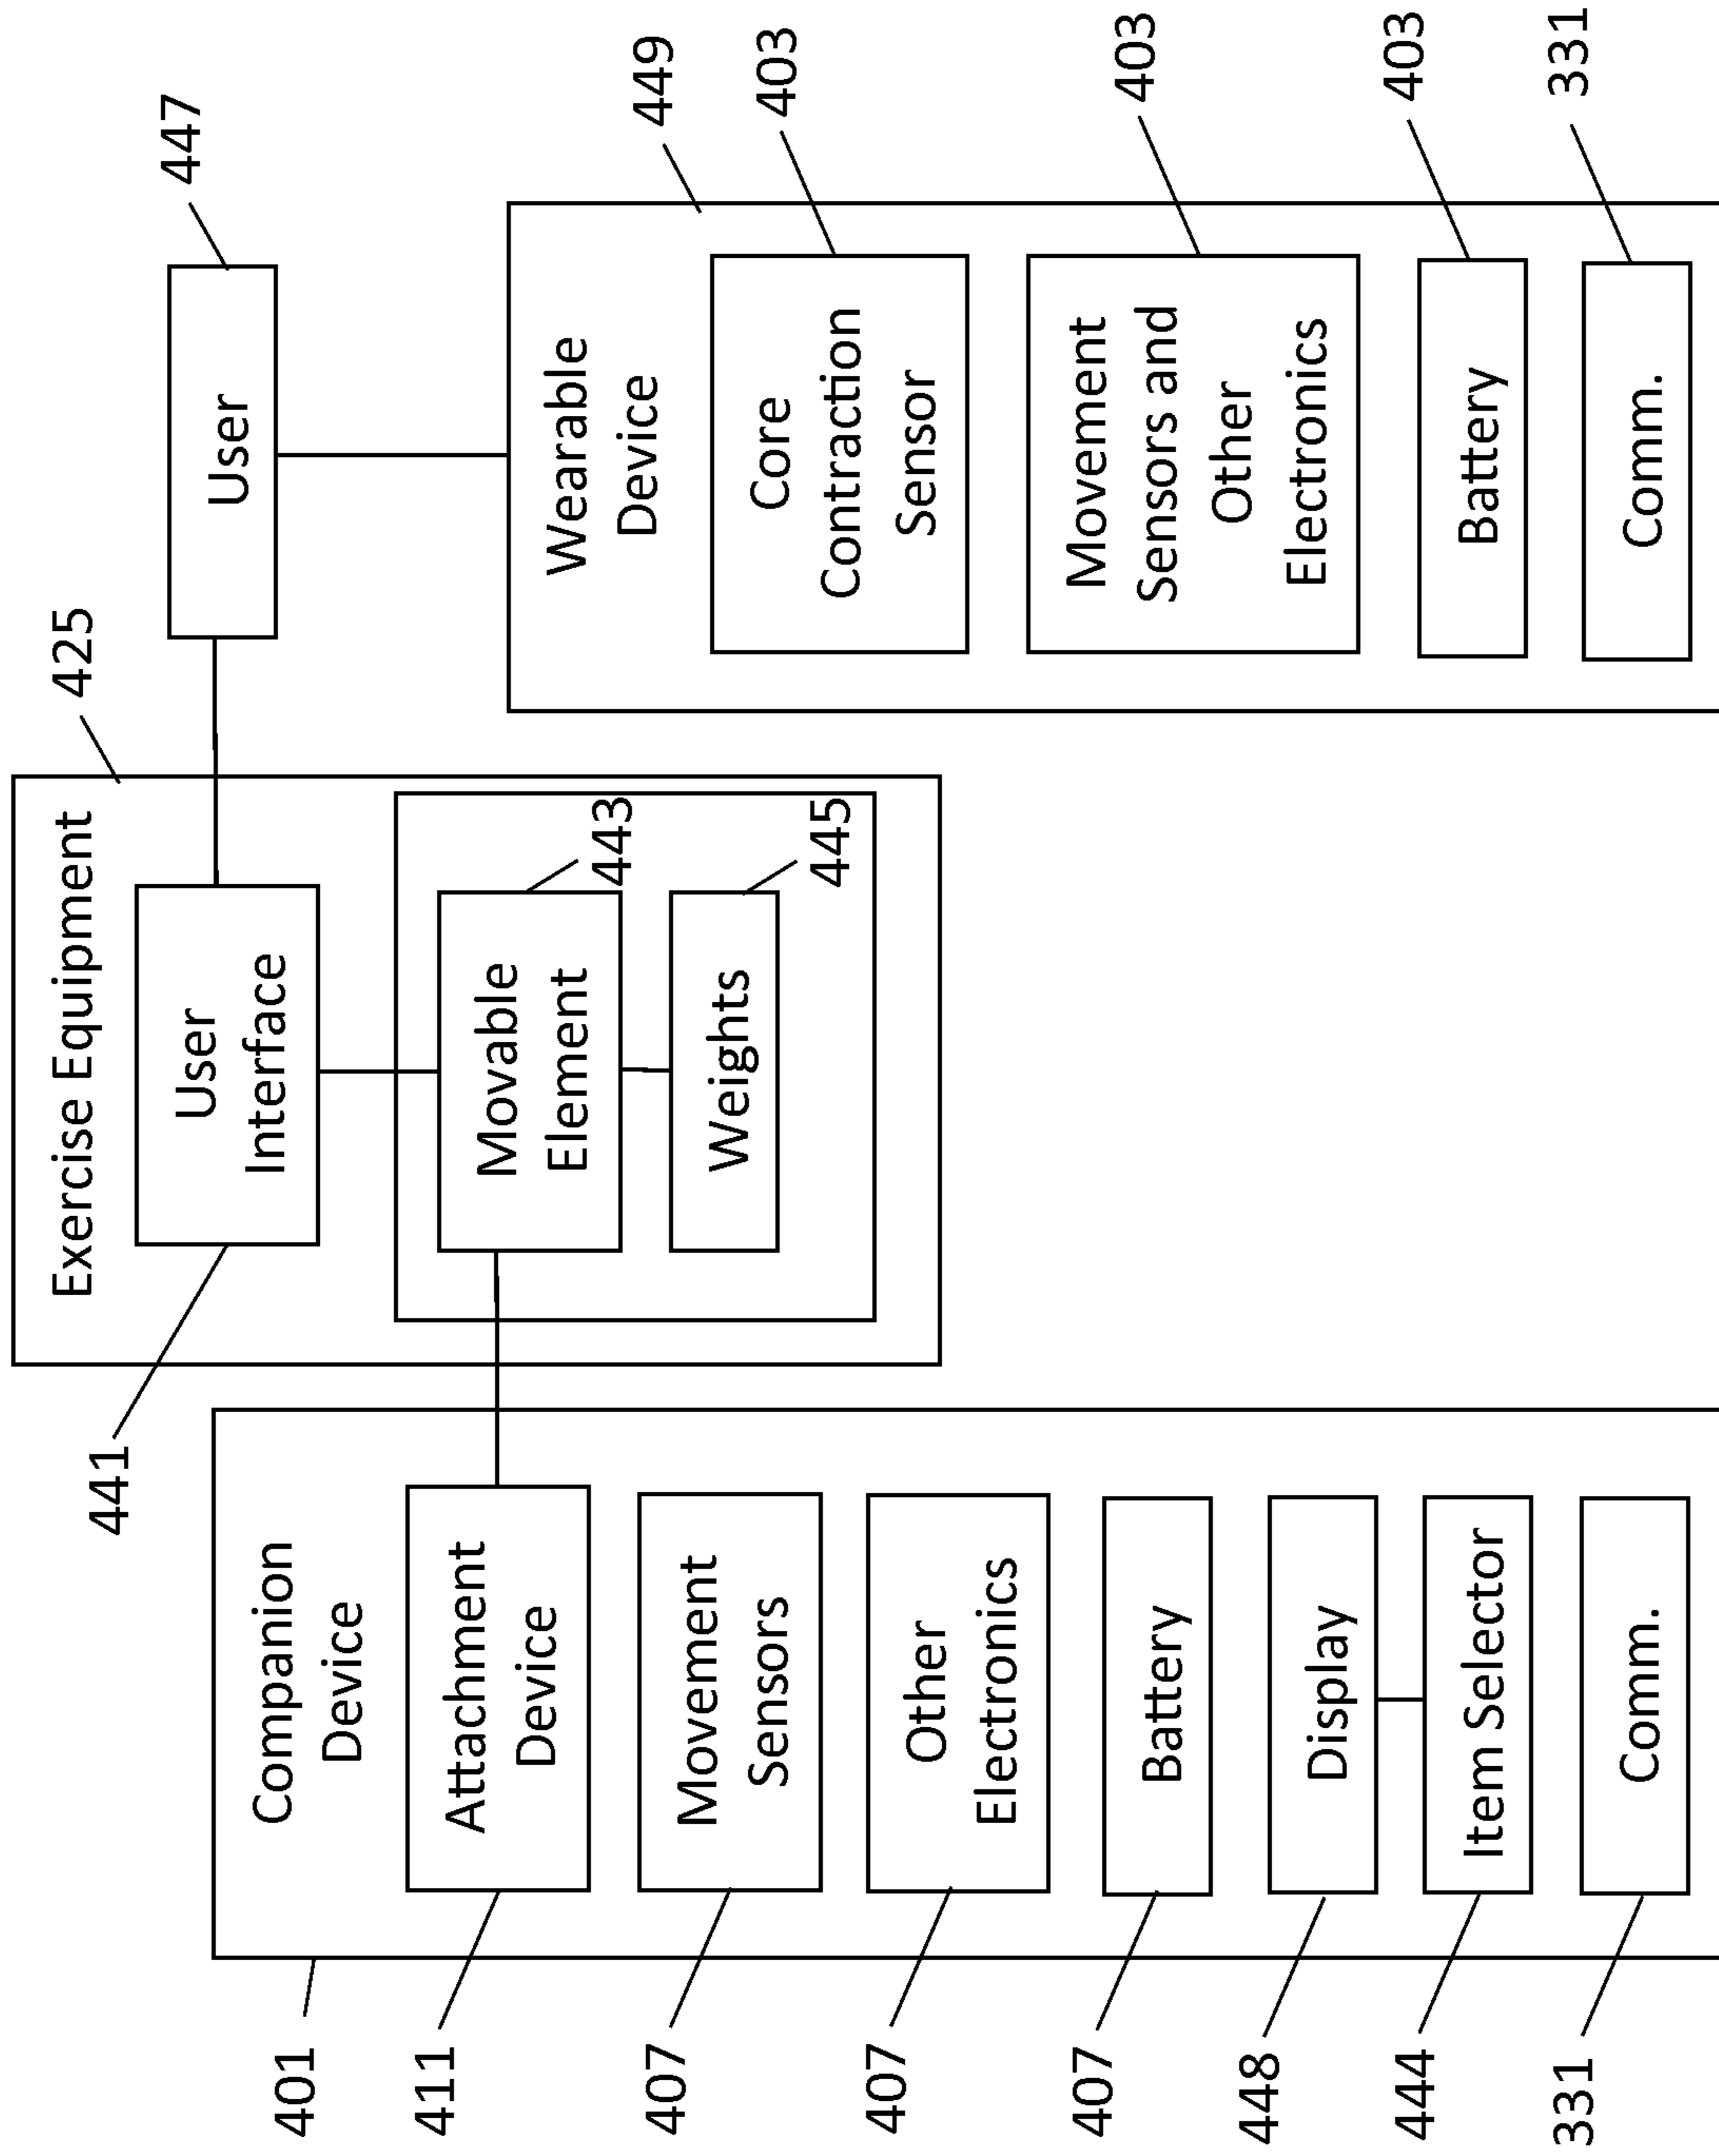 401
Companion
Device
411
Attachment
Device
407
Movement
Sensors
407
Other
Electronics
407
Battery
448
Display
444
Item Selector
331
Comm.
425
Exercise Equipment
441
User
Interface
443
Movable
Element
445
Weights
447
User
449
Wearable
Device
403
Core
Contraction
Sensor
403
Movement
Sensors and
Other
Electronics
403
Battery
331
Comm.